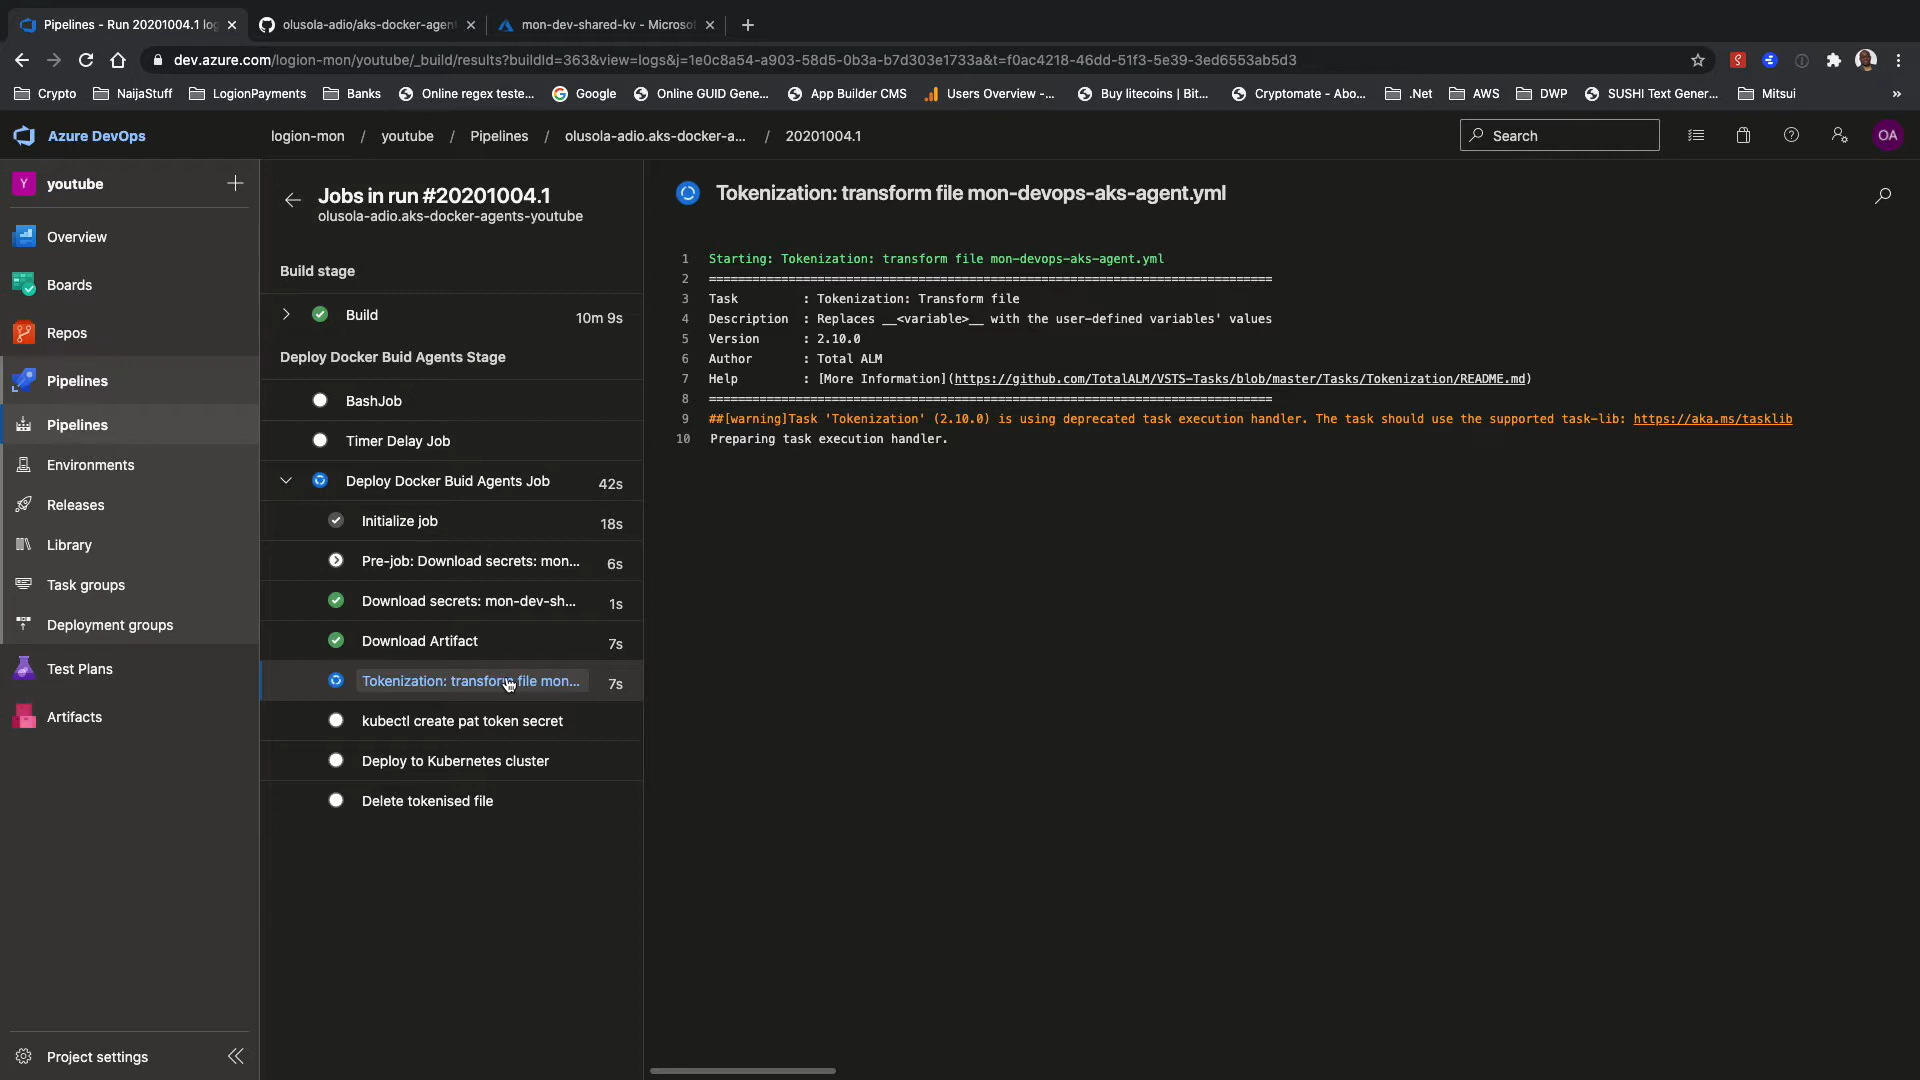 Pipelines - Run 20201004.1 log
olusola-adio/aks-docker-agent
mon-dev-shared-kv - Microso
dev.azure.com/logion-mon/youtube/_build/results?buildId=363&view=logs&j=1e0c8a54-a903-58d5-0b3a-b7d303e1733a&t=f0ac4218-46dd-51f3-5e39-3ed6553ab5d3
Crypto NaijaStuff LogionPayments Banks Online regex teste... Google Online GUID Gene... App Builder CMS Users Overview -... Buy litecoins | Bit... Cryptomate - Abo... .Net AWS DWP SUSHI Text Gener... Mitsui »
Azure DevOps
logion-mon / youtube / Pipelines / olusola-adio.aks-docker-a... / 20201004.1
Search
OA
Y youtube
Overview
Boards
Repos
Pipelines
Pipelines
Environments
Releases
Library
Task groups
Deployment groups
Test Plans
Artifacts
Project settings
Jobs in run #20201004.1
olusola-adio.aks-docker-agents-youtube
Build stage
Build 10m 9s
Deploy Docker Buid Agents Stage
BashJob
Timer Delay Job
Deploy Docker Buid Agents Job 42s
Initialize job 18s
Pre-job: Download secrets: mon... 6s
Download secrets: mon-dev-sh... 1s
Download Artifact 7s
Tokenization: transform file mon... 7s
kubectl create pat token secret
Deploy to Kubernetes cluster
Delete tokenised file
Tokenization: transform file mon-devops-aks-agent.yml
1 Starting: Tokenization: transform file mon-devops-aks-agent.yml
2 ==============================================================================
3 Task : Tokenization: Transform file
4 Description : Replaces __<variable>__ with the user-defined variables' values
5 Version : 2.10.0
6 Author : Total ALM
7 Help : [More Information](https://github.com/TotalALM/VSTS-Tasks/blob/master/Tasks/Tokenization/README.md)
8 ==============================================================================
9 ##[warning]Task 'Tokenization' (2.10.0) is using deprecated task execution handler. The task should use the supported task-lib: https://aka.ms/tasklib
10 Preparing task execution handler.